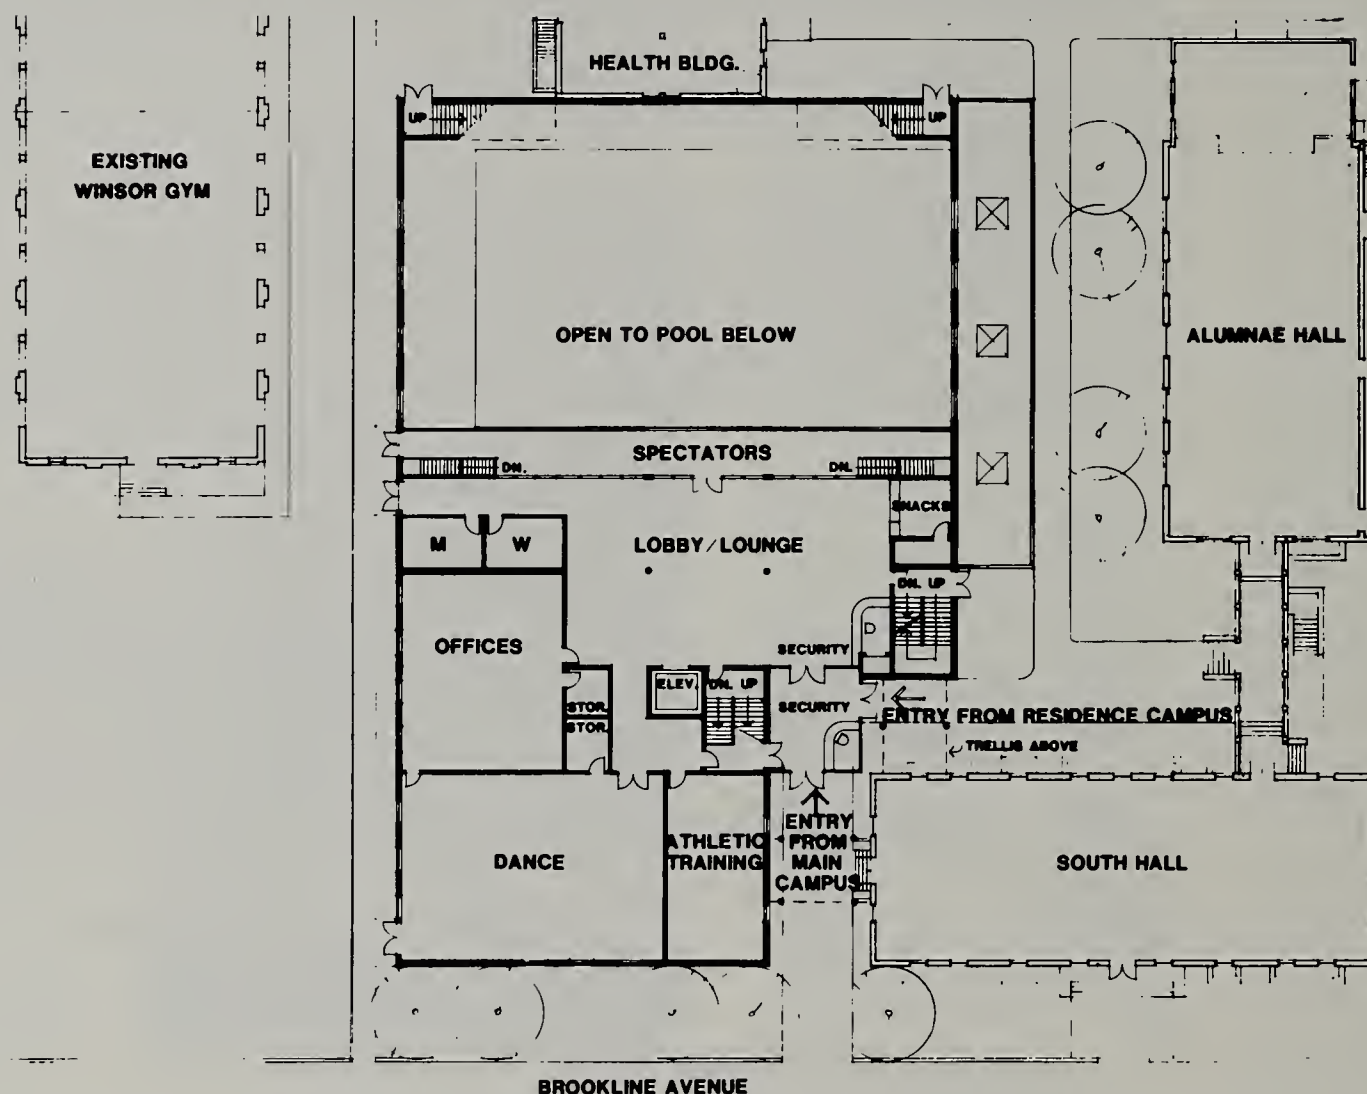 HEALTH BLDG.
UP
UP
EXISTING
WINSOR GYM
OPEN TO POOL BELOW
ALUMNAE HALL
SPECTATORS
DN.
DN.
SNACKS
M
W
LOBBY/LOUNGE
DN. UP
OFFICES
SECURITY
ELEV.
DN. UP
STOR.
STOR.
SECURITY
ENTRY FROM RESIDENCE CAMPUS
TRELLIS ABOVE
ENTRY
FROM
MAIN
CAMPUS
DANCE
ATHLETIC
TRAINING
SOUTH HALL
BROOKLINE AVENUE